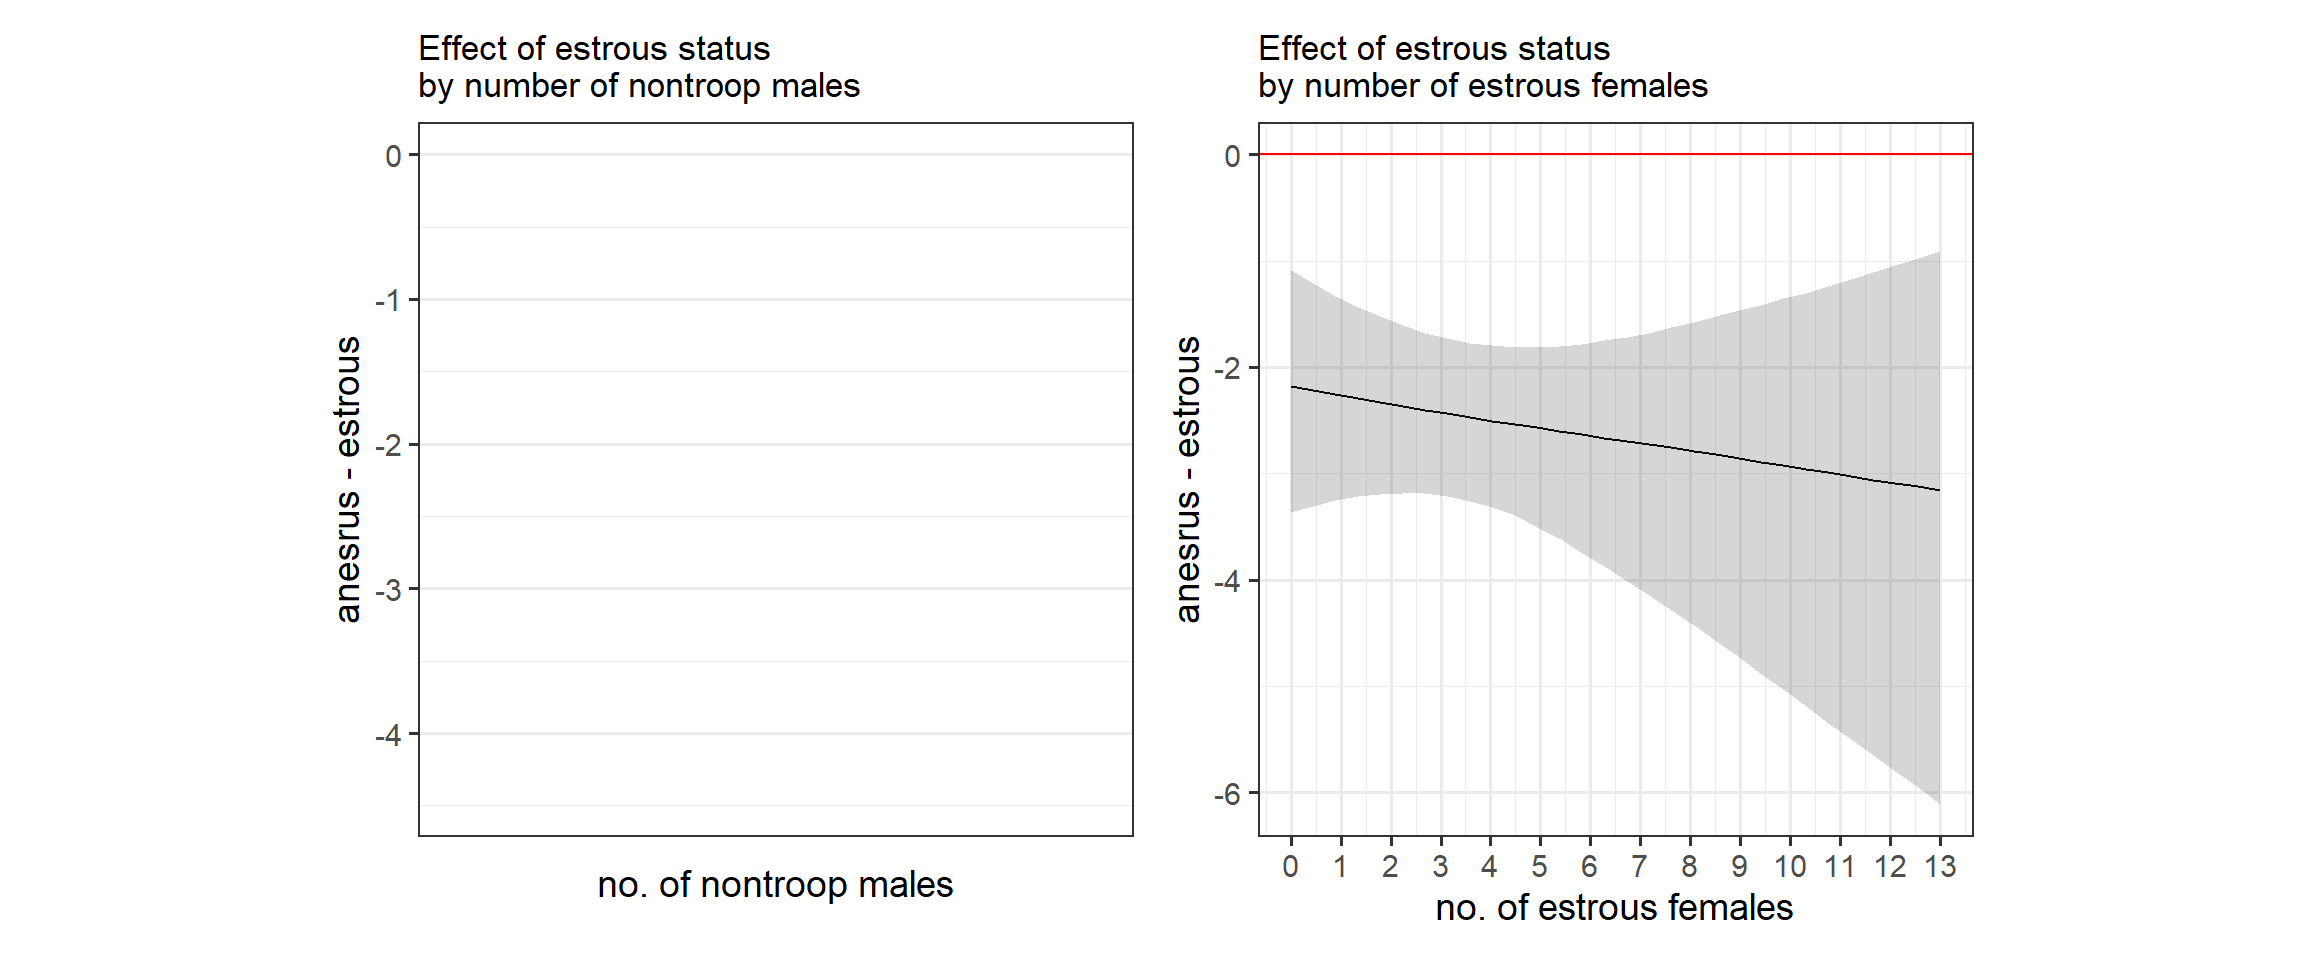 Effect of estrous status
by number of nontroop males
0
-1
-2
-3
-4
anesrus - estrous
no. of nontroop males
Effect of estrous status
by number of estrous females
0
-2
-4
-6
anesrus - estrous
0 1 2 3 4 5 6 7 8 9 10 11 12 13
no. of estrous females